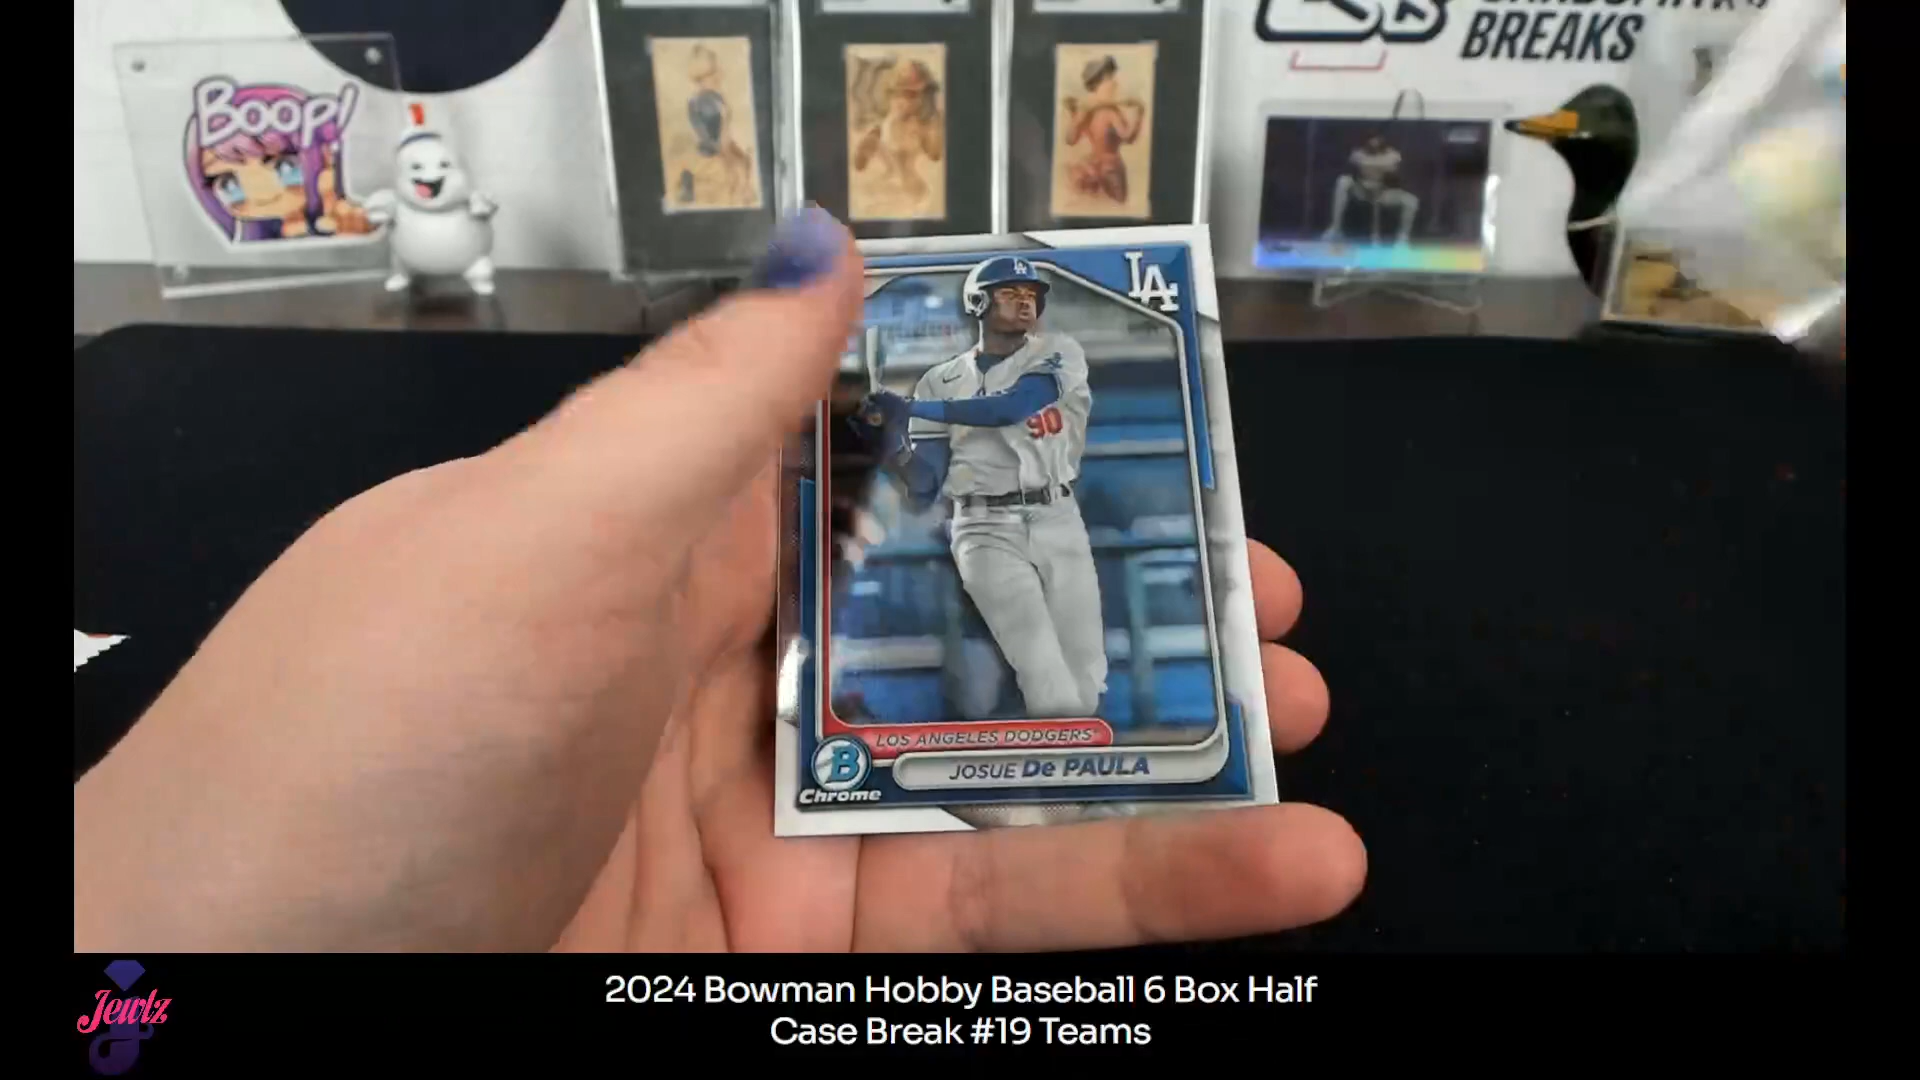 BOOP!
BREAKS
LA
LA
90
LOS ANGELES DODGERS
JOSUE De PAULA
B
Chrome
Jewlz
2024 Bowman Hobby Baseball 6 Box Half
Case Break #19 Teams